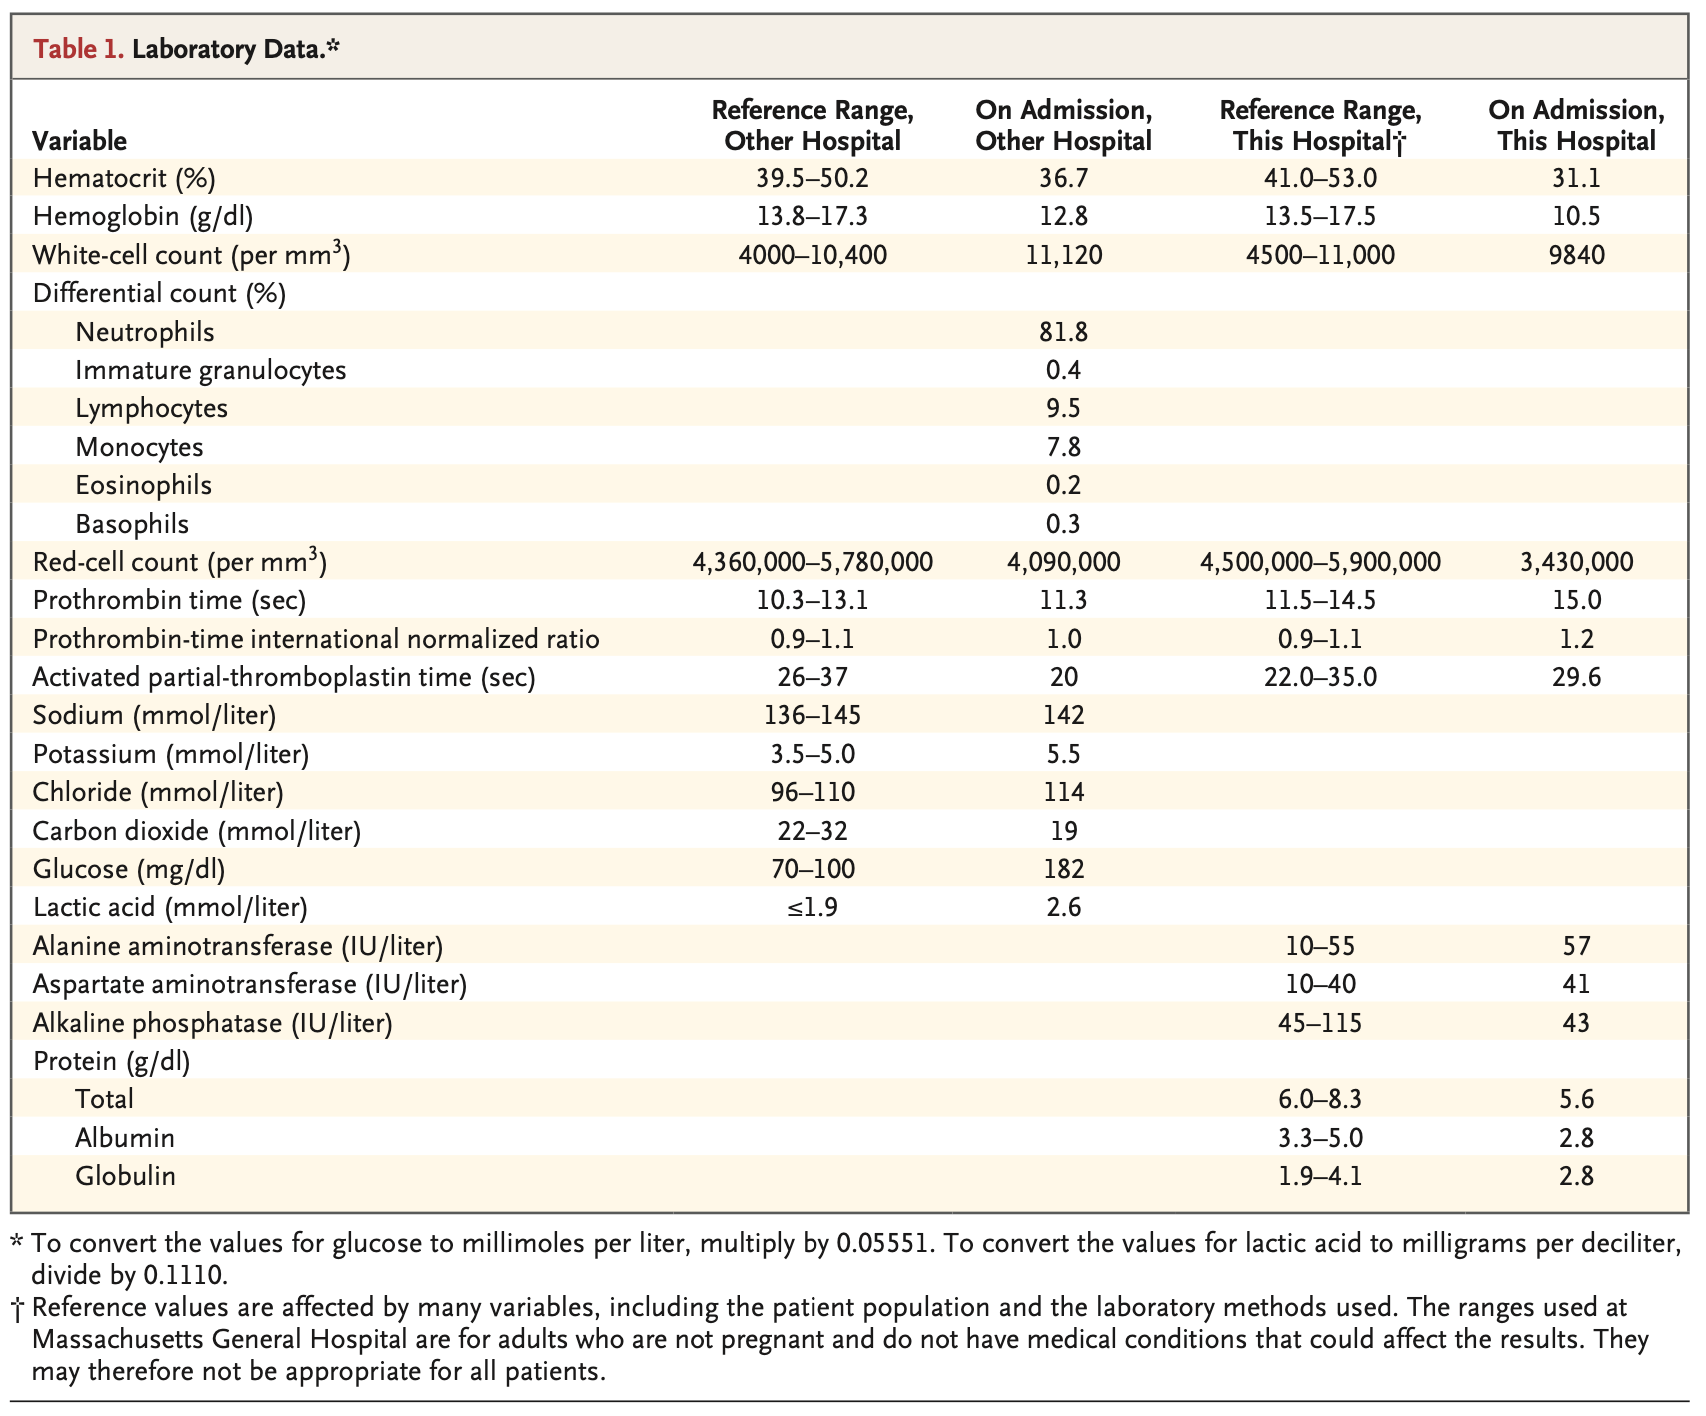 Table 1. Laboratory Data.*
Variable Reference Range, Other Hospital On Admission, Other Hospital Reference Range, This Hospital† On Admission, This Hospital
Hematocrit (%) 39.5–50.2 36.7 41.0–53.0 31.1
Hemoglobin (g/dl) 13.8–17.3 12.8 13.5–17.5 10.5
White-cell count (per mm³) 4000–10,400 11,120 4500–11,000 9840
Differential count (%)
Neutrophils 81.8
Immature granulocytes 0.4
Lymphocytes 9.5
Monocytes 7.8
Eosinophils 0.2
Basophils 0.3
Red-cell count (per mm³) 4,360,000–5,780,000 4,090,000 4,500,000–5,900,000 3,430,000
Prothrombin time (sec) 10.3–13.1 11.3 11.5–14.5 15.0
Prothrombin-time international normalized ratio 0.9–1.1 1.0 0.9–1.1 1.2
Activated partial-thromboplastin time (sec) 26–37 20 22.0–35.0 29.6
Sodium (mmol/liter) 136–145 142
Potassium (mmol/liter) 3.5–5.0 5.5
Chloride (mmol/liter) 96–110 114
Carbon dioxide (mmol/liter) 22–32 19
Glucose (mg/dl) 70–100 182
Lactic acid (mmol/liter) ≤1.9 2.6
Alanine aminotransferase (IU/liter) 10–55 57
Aspartate aminotransferase (IU/liter) 10–40 41
Alkaline phosphatase (IU/liter) 45–115 43
Protein (g/dl)
Total 6.0–8.3 5.6
Albumin 3.3–5.0 2.8
Globulin 1.9–4.1 2.8
* To convert the values for glucose to millimoles per liter, multiply by 0.05551. To convert the values for lactic acid to milligrams per deciliter,
divide by 0.1110.
† Reference values are affected by many variables, including the patient population and the laboratory methods used. The ranges used at
Massachusetts General Hospital are for adults who are not pregnant and do not have medical conditions that could affect the results. They
may therefore not be appropriate for all patients.